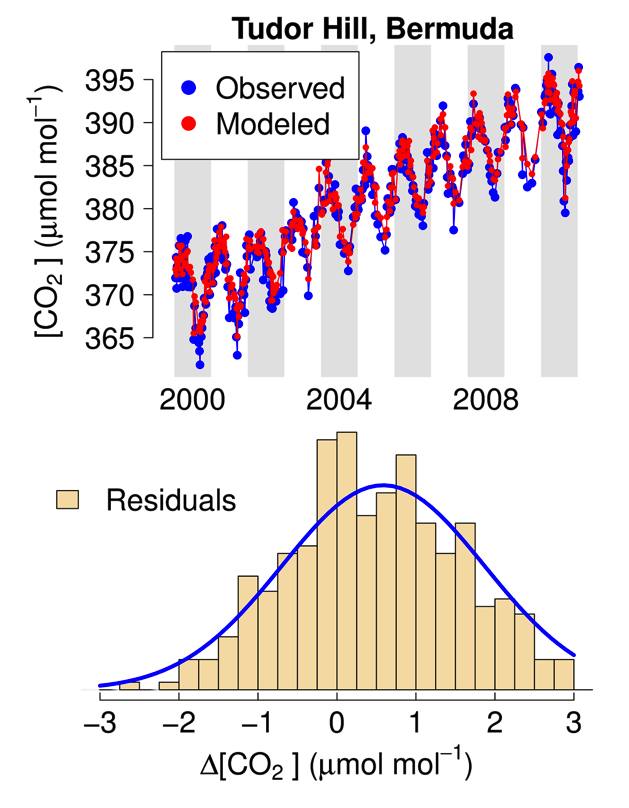 Tudor Hill, Bermuda
[CO₂] (μmol mol⁻¹)
395
390
385
380
375
370
365
Observed
Modeled
2000 2004 2008
Residuals
−3 −2 −1 0 1 2 3
Δ[CO₂] (μmol mol⁻¹)